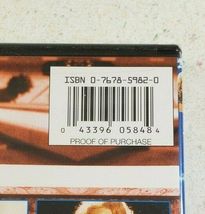 ISBN 0-7678-5982-0
0 43396 05848 4
PROOF OF PURCHASE